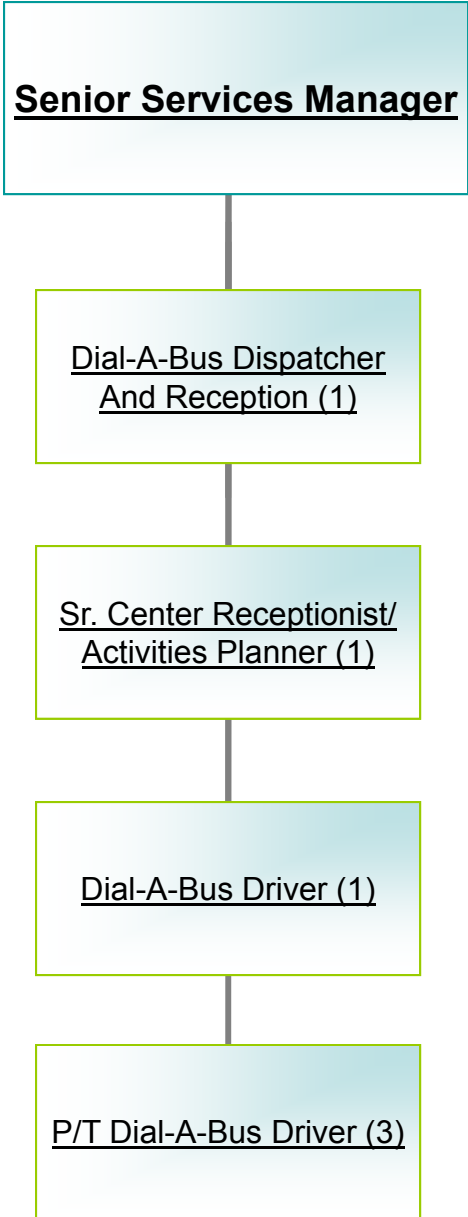 Senior Services Manager
Dial-A-Bus Dispatcher
And Reception (1)
Sr. Center Receptionist/
Activities Planner (1)
Dial-A-Bus Driver (1)
P/T Dial-A-Bus Driver (3)